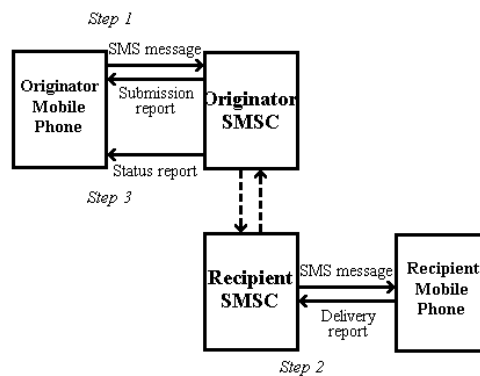 Step 1
SMS message
Originator
Mobile
Phone
Submission
report
Originator
SMSC
Status report
Step 3
Recipient
SMSC
SMS message
Delivery
report
Recipient
Mobile
Phone
Step 2